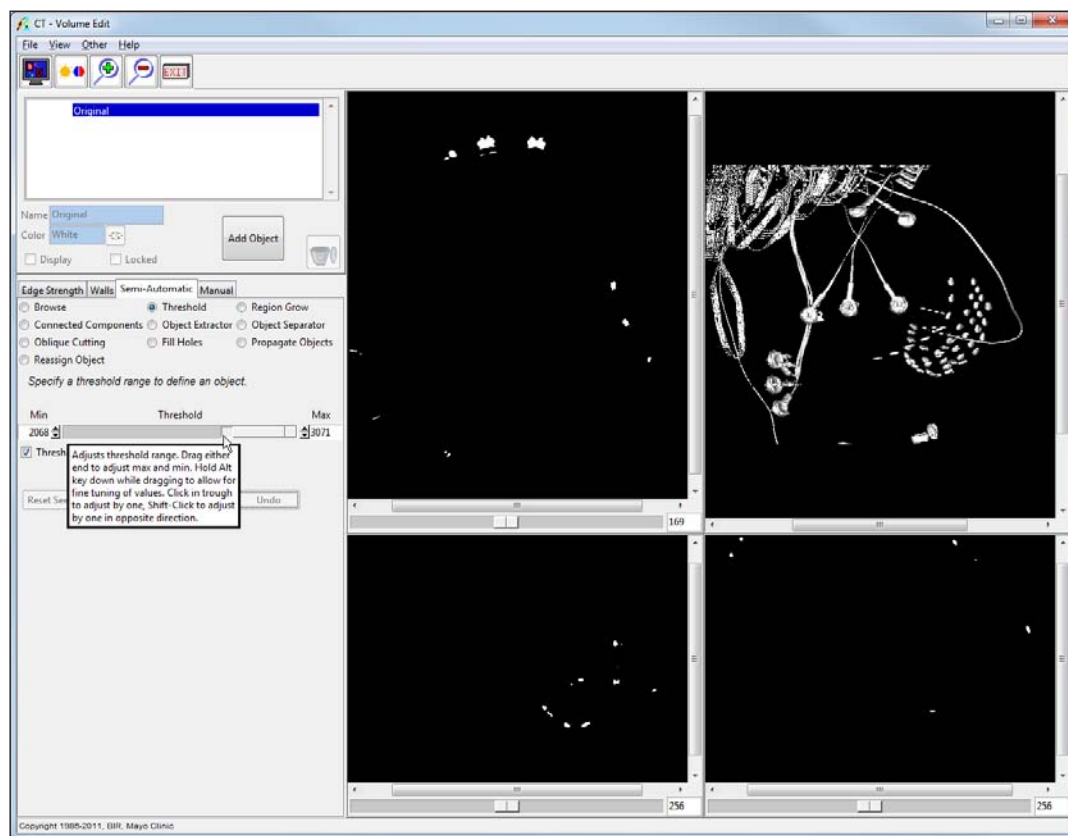 CT - Volume Edit
File View Other Help
EXIT
Original
Name Original
Color White
Add Object
Display Locked
Edge Strength Walls Semi-Automatic Manual
Browse Threshold Region Grow
Connected Components Object Extractor Object Separator
Oblique Cutting Fill Holes Propagate Objects
Reassign Object
Specify a threshold range to define an object.
Min Threshold Max
2068 3071
Thresh
Adjusts threshold range. Drag either
end to adjust max and min. Hold Alt
key down while dragging to allow for
fine tuning of values. Click in trough
to adjust by one, Shift-Click to adjust
by one in opposite direction.
Reset Undo
169
256
256
Copyright 1986-2011, BIR, Mayo Clinic